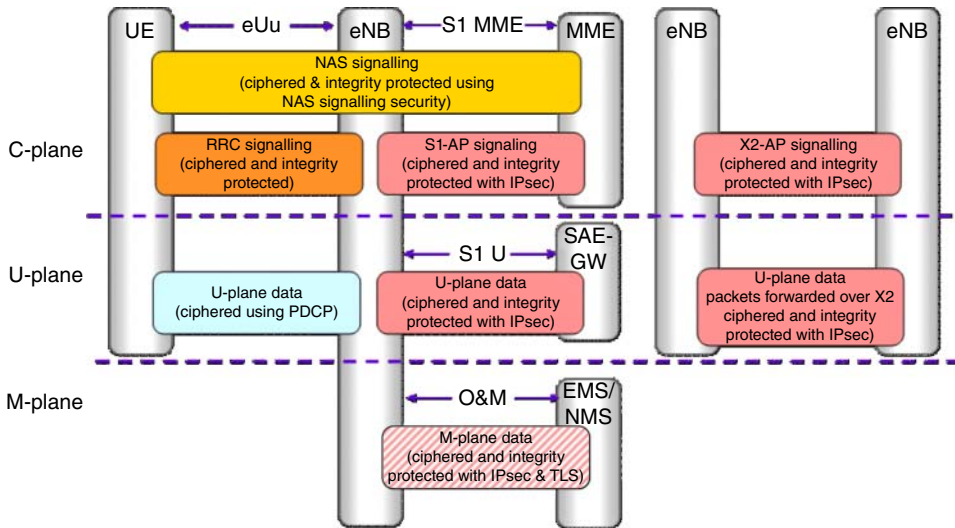 UE
eUu
eNB
S1 MME
MME
eNB
eNB
NAS signalling
(ciphered & integrity protected using
NAS signalling security)
C-plane
RRC signalling
(ciphered and integrity
protected)
S1-AP signaling
(ciphered and integrity
protected with IPsec)
X2-AP signalling
(ciphered and integrity
protected with IPsec)
U-plane
S1 U
SAE-
GW
U-plane data
(ciphered using PDCP)
U-plane data
(ciphered and integrity
protected with IPsec)
U-plane data
packets forwarded over X2
ciphered and integrity
protected with IPsec)
M-plane
O&M
EMS/
NMS
M-plane data
(ciphered and integrity
protected with IPsec & TLS)